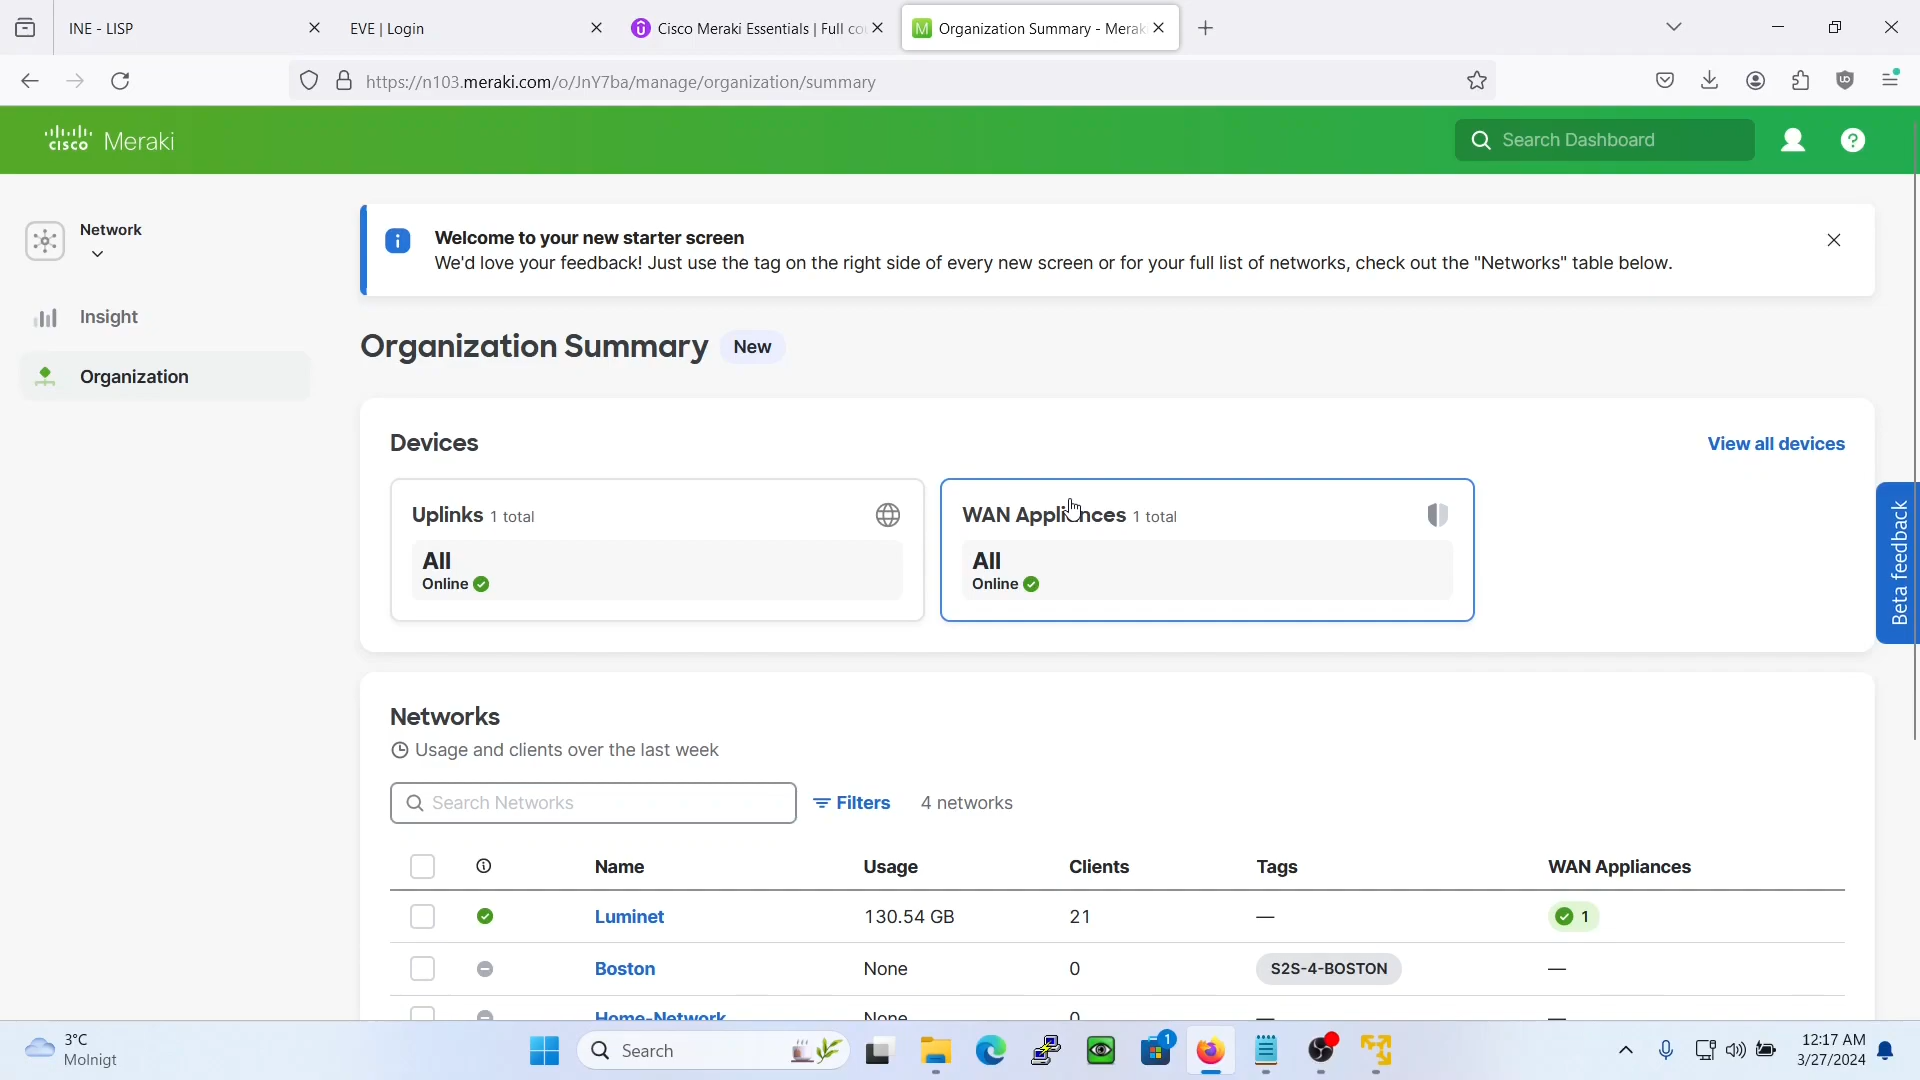 INE - LISP
EVE | Login
Cisco Meraki Essentials | Full co
Organization Summary - Merak
https://n103.meraki.com/o/JnY7ba/manage/organization/summary
cisco Meraki
Search Dashboard
Network
Insight
Organization
Welcome to your new starter screen
We'd love your feedback! Just use the tag on the right side of every new screen or for your full list of networks, check out the "Networks" table below.
Organization Summary New
Devices
View all devices
Uplinks 1 total
All
Online
WAN Appliances 1 total
All
Online
Beta feedback
Networks
Usage and clients over the last week
Search Networks
Filters
4 networks
Name Usage Clients Tags WAN Appliances
Luminet 130.54 GB 21 — 1
Boston None 0 S2S-4-BOSTON —
Home-Network None 0 — —
3°C
Molnigt
Search
1
12:17 AM
3/27/2024